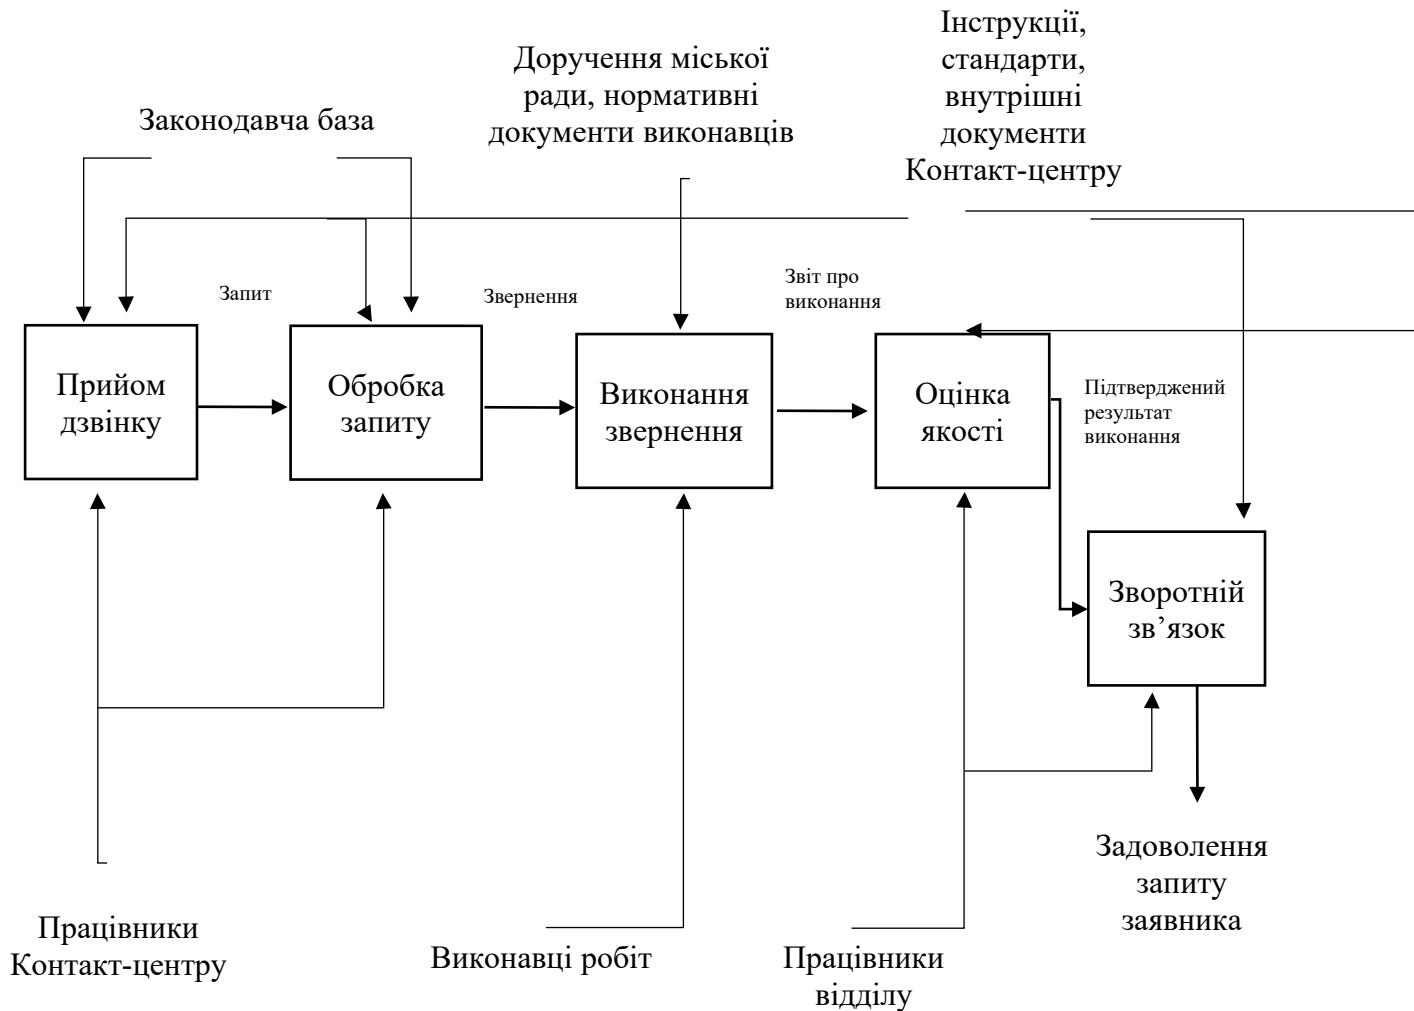 Інструкції,
стандарти,
внутрішні
документи
Контакт-центру
Доручення міської
ради, нормативні
документи виконавців
Законодавча база
Запит
Звернення
Звіт про
виконання
Прийом
дзвінку
Обробка
запиту
Виконання
звернення
Оцінка
якості
Підтверджений
результат
виконання
Зворотній
зв’язок
Задоволення
запиту
заявника
Працівники
Контакт-центру
Виконавці робіт
Працівники
відділу